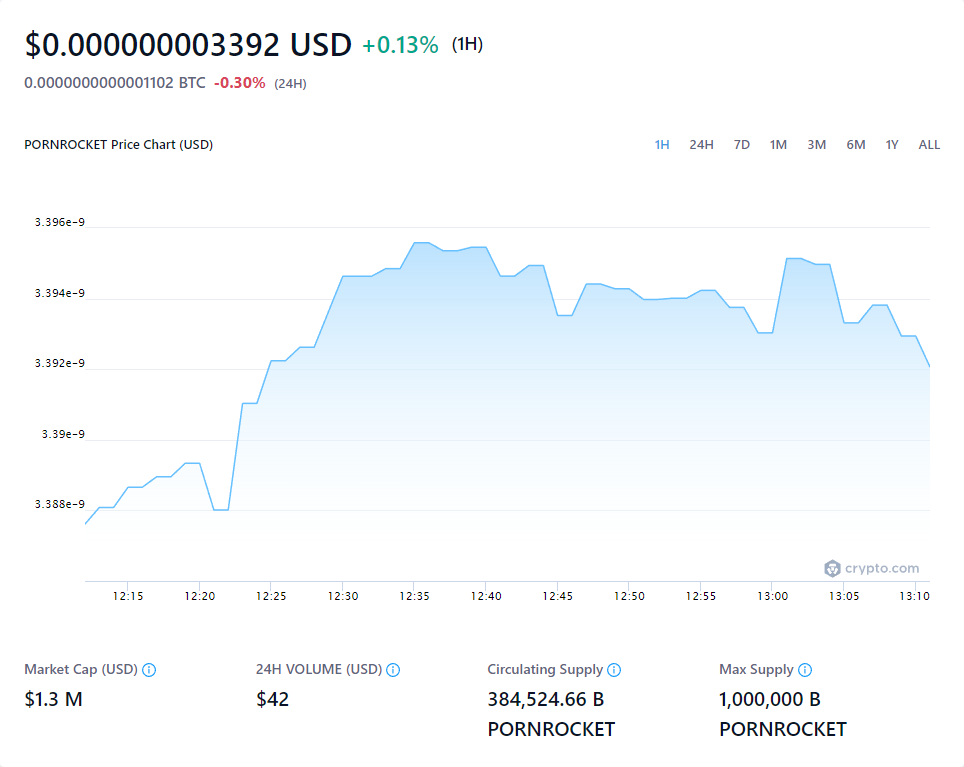 $0.000000003392 USD +0.13% (1H)
0.0000000000001102 BTC -0.30% (24H)
PORNROCKET Price Chart (USD) 1H 24H 7D 1M 3M 6M 1Y ALL
3.396e-9
3.394e-9
3.392e-9
3.39e-9
3.388e-9
crypto.com
12:15 12:20 12:25 12:30 12:35 12:40 12:45 12:50 12:55 13:00 13:05 13:10
Market Cap (USD) 24H VOLUME (USD) Circulating Supply Max Supply
$1.3 M $42 384,524.66 B 1,000,000 B
PORNROCKET PORNROCKET